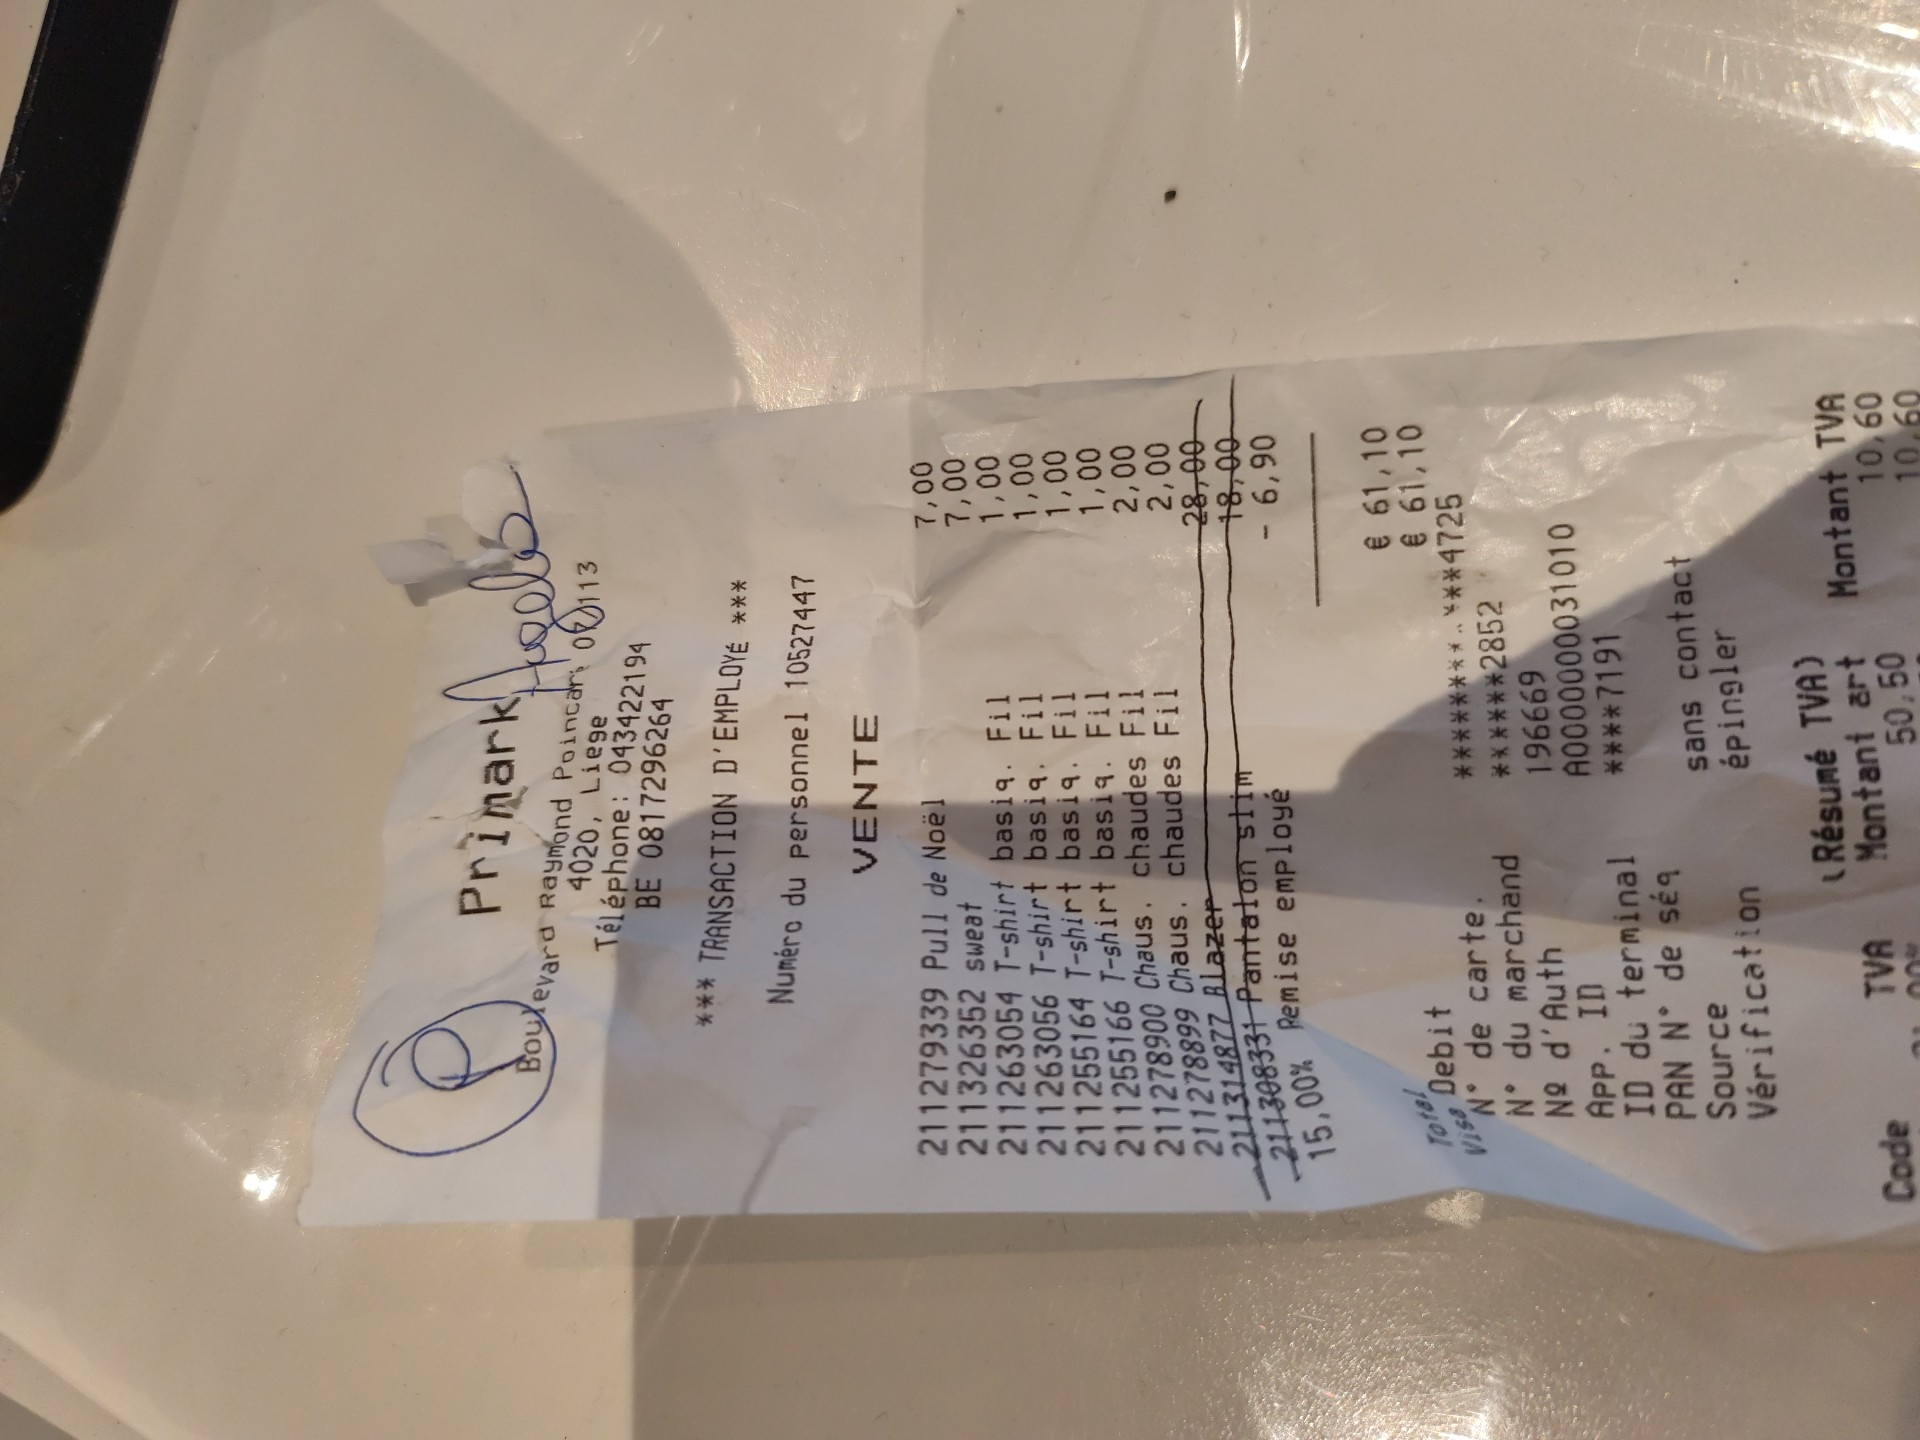 Primark
Boulevard Raymond Poincaré 07/113
4020, Liege
Téléphone: 043422194
BE 0817296264
*** TRANSACTION D'EMPLOYÉ ***
Numéro du personnel 10527447
VENTE
211279339 Pull de Noël 7,00
211326352 sweat 7,00
211263054 T-shirt basiq. Fil 1,00
211263056 T-shirt basiq. Fil 1,00
211255164 T-shirt basiq. Fil 1,00
211255166 T-shirt basiq. Fil 1,00
211278900 Chaus. chaudes Fil 2,00
211278899 Chaus. chaudes Fil 2,00
211314877 Blazer 28,00
211308331 Pantalon slim 18,00
15,00% Remise employé - 6,90
Total € 61,10
Visa Debit € 61,10
N° de carte. ************4725
N° du marchand ******2852
Nº d'Auth 196669
APP. ID A0000000031010
ID du terminal ****7191
PAN N° de séq
Source sans contact
Vérification épingler
(Résumé TVA)
Code TVA Montant art Montant TVA
50,50 10,60
10,60